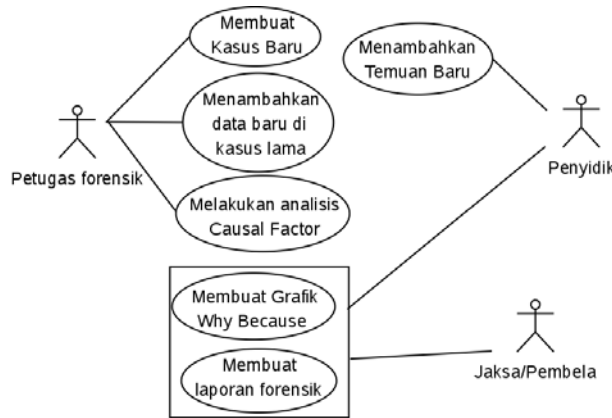 Membuat
Kasus Baru
Menambahkan
Temuan Baru
Menambahkan
data baru di
kasus lama
Petugas forensik
Penyidik
Melakukan analisis
Causal Factor
Membuat Grafik
Why Because
Membuat
laporan forensik
Jaksa/Pembela